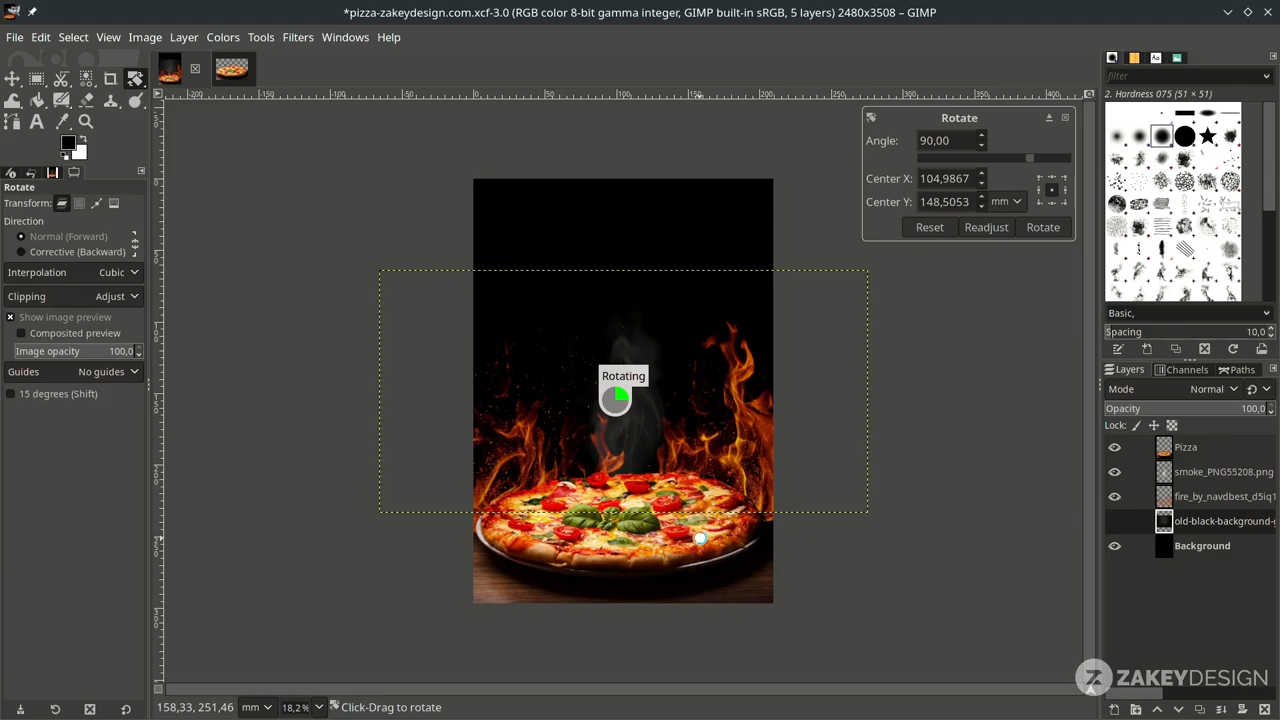 *pizza-zakeydesign.com.xcf-3.0 (RGB color 8-bit gamma integer, GIMP built-in sRGB, 5 layers) 2480x3508 – GIMP
File Edit Select View Image Layer Colors Tools Filters Windows Help
filter
2. Hardness 075 (51 × 51)
Rotate
Angle: 90,00
Center X: 104,9867
Center Y: 148,5053 mm
Reset Readjust Rotate
Rotate
Transform:
Direction
Normal (Forward)
Corrective (Backward)
Interpolation Cubic
Clipping Adjust
Show image preview
Composited preview
Image opacity 100,0
Guides No guides
15 degrees (Shift)
Rotating
Basic,
Spacing 10,0
Layers Channels Paths
Mode Normal
Opacity 100,0
Lock:
Pizza
smoke_PNG55208.png
fire_by_navdbest_d5iq1
old-black-background-
Background
ZAKEYDESIGN
158,33, 251,46 mm 18,2% Click-Drag to rotate